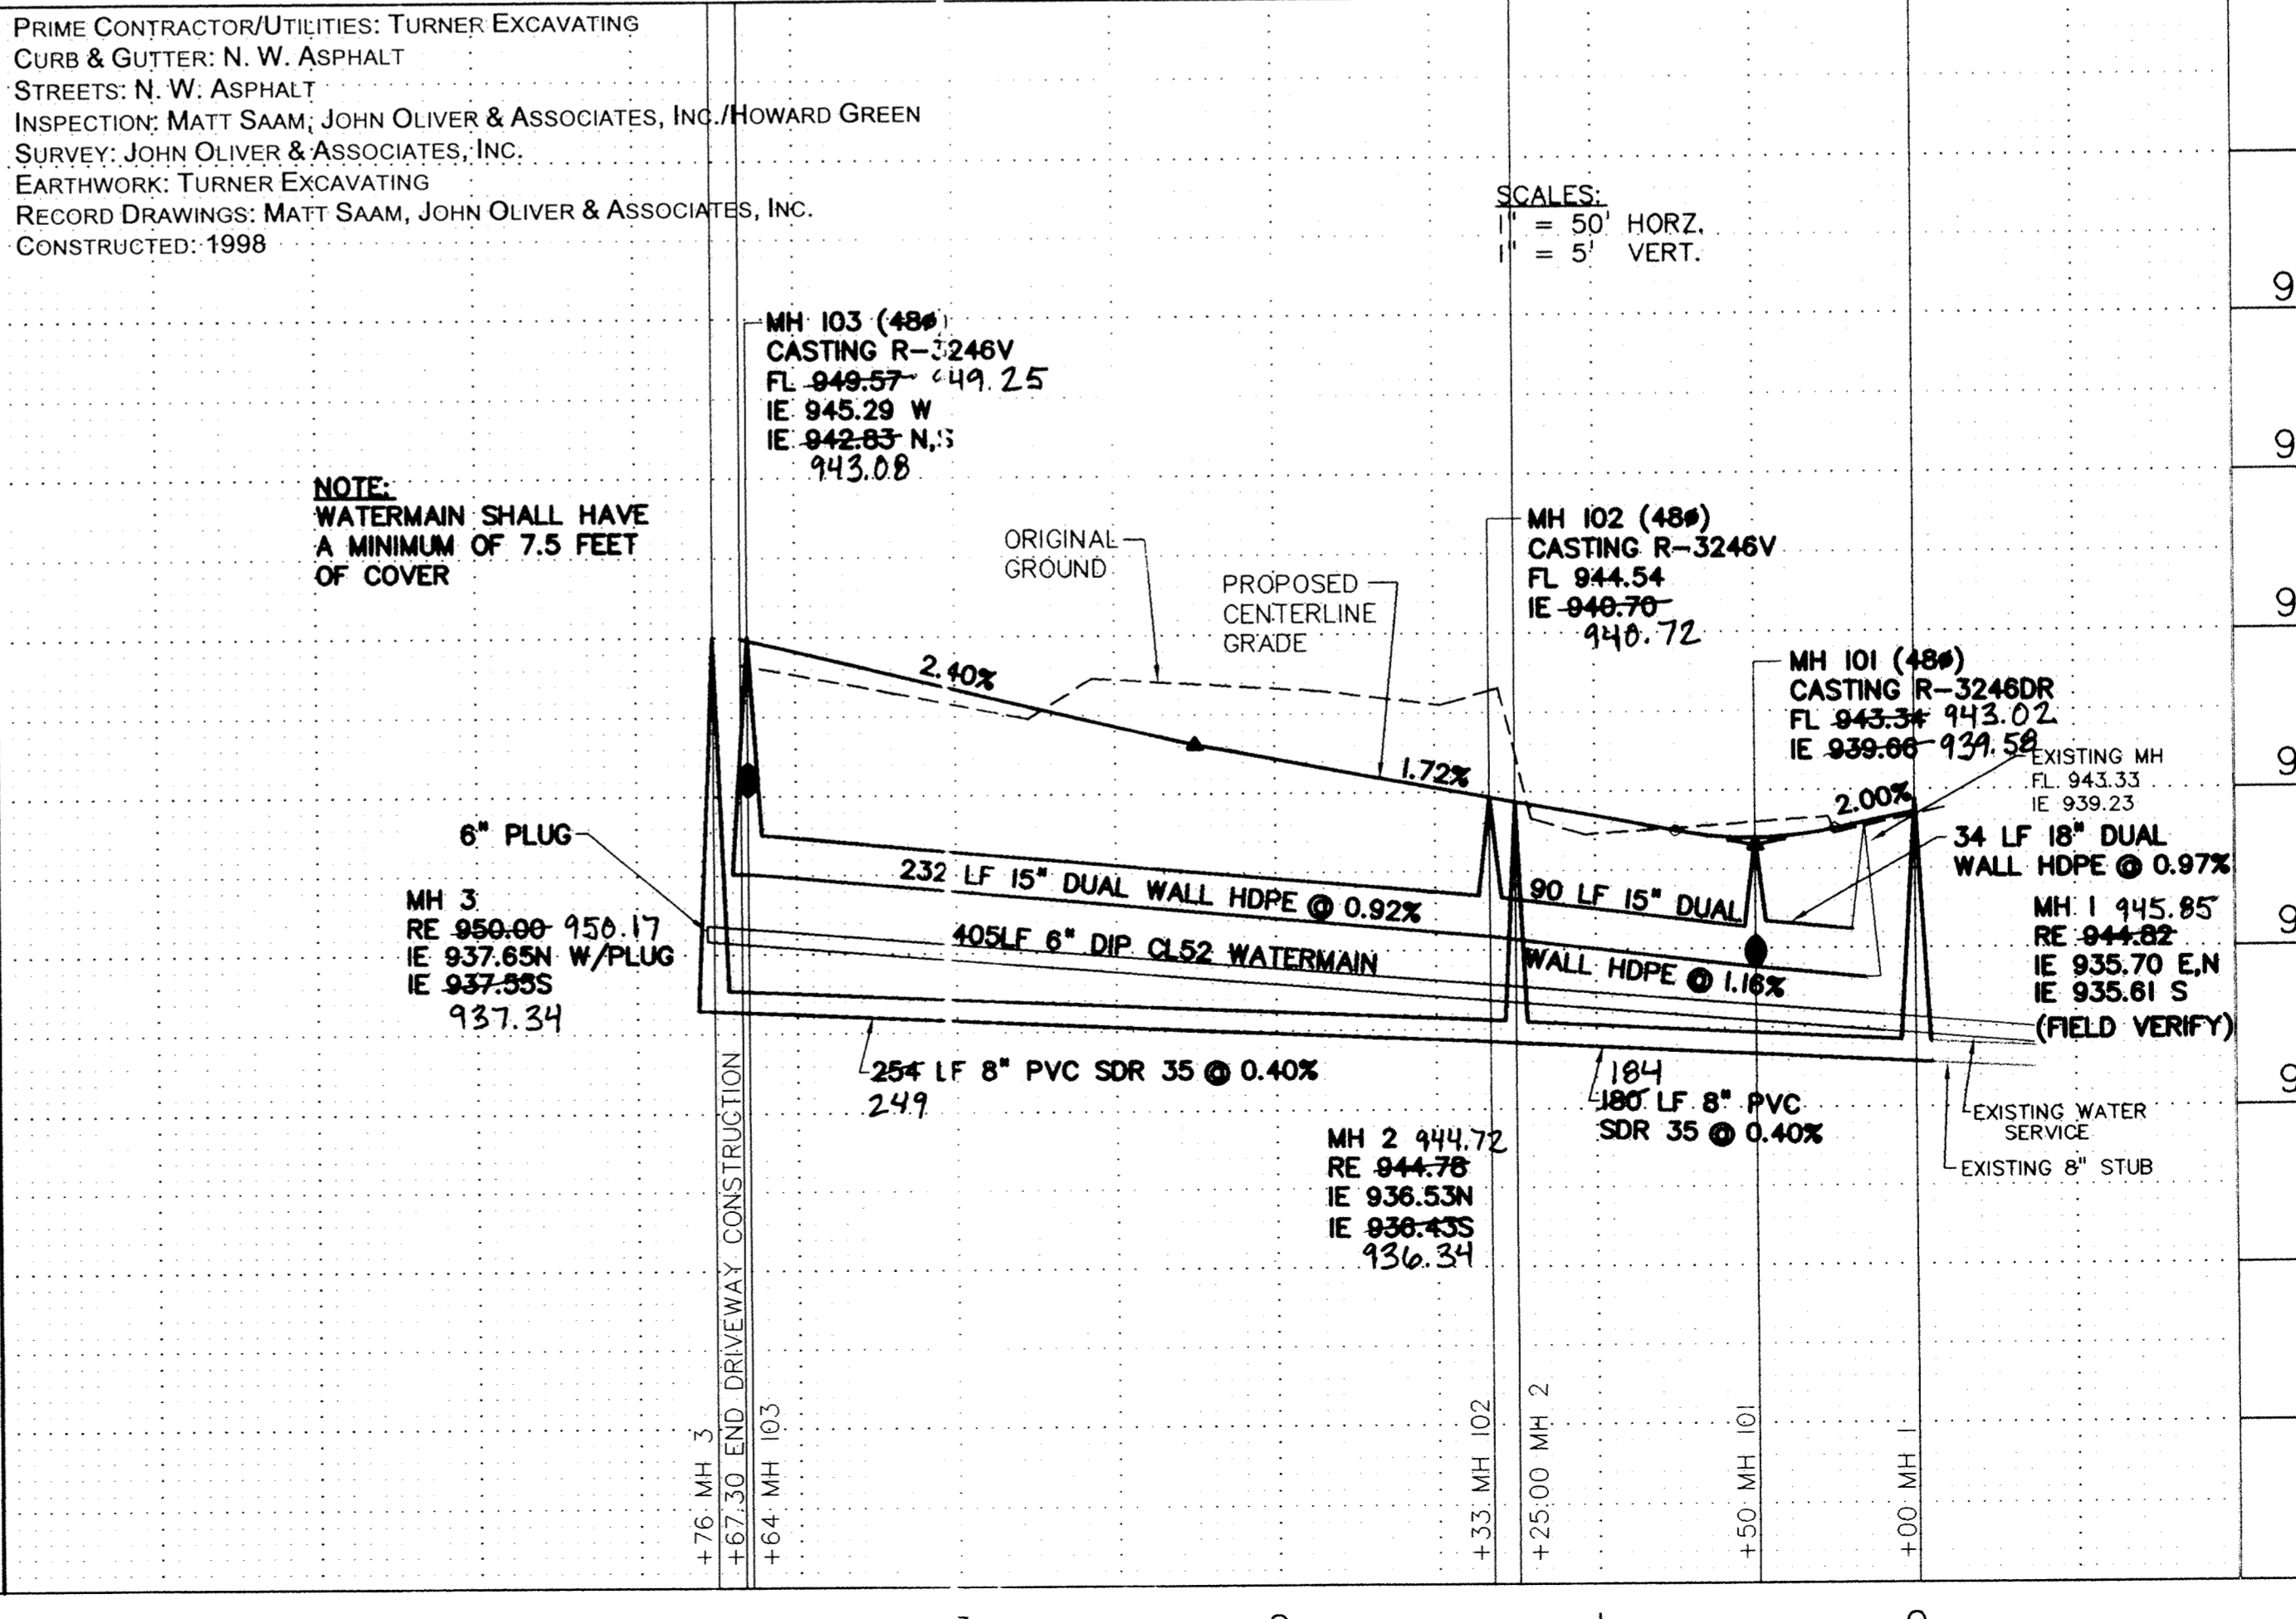 PRIME CONTRACTOR/UTILITIES: TURNER EXCAVATING
CURB & GUTTER: N. W. ASPHALT
STREETS: N. W. ASPHALT
INSPECTION: MATT SAAM, JOHN OLIVER & ASSOCIATES, INC./HOWARD GREEN
SURVEY: JOHN OLIVER & ASSOCIATES, INC.
EARTHWORK: TURNER EXCAVATING
RECORD DRAWINGS: MATT SAAM, JOHN OLIVER & ASSOCIATES, INC.
CONSTRUCTED: 1998
SCALES:
1" = 50' HORZ.
1" = 5' VERT.
MH 103 (48ø)
CASTING R-3246V
FL 949.57 949.25
IE 945.29 W
IE 942.83 N,S
943.08
NOTE:
WATERMAIN SHALL HAVE
A MINIMUM OF 7.5 FEET
OF COVER
ORIGINAL
GROUND
PROPOSED
CENTERLINE
GRADE
MH 102 (48ø)
CASTING R-3246V
FL 944.54
IE 940.70
940.72
MH 101 (48ø)
CASTING R-3246DR
FL 943.34 943.02
IE 939.66 939.58
EXISTING MH
FL 943.33
IE 939.23
2.40%
1.72%
2.00%
34 LF 18" DUAL
WALL HDPE @ 0.97%
6" PLUG
232 LF 15" DUAL WALL HDPE @ 0.92%
90 LF 15" DUAL
WALL HDPE @ 1.16%
405LF 6" DIP CL52 WATERMAIN
MH 3
RE 950.00 950.17
IE 937.65N W/PLUG
IE 937.55S
937.34
MH 1 945.85
RE 944.82
IE 935.70 E,N
IE 935.61 S
(FIELD VERIFY)
254 LF 8" PVC SDR 35 @ 0.40%
249
184
180 LF 8" PVC
SDR 35 @ 0.40%
MH 2 944.72
RE 944.78
IE 936.53N
IE 936.43S
936.34
EXISTING WATER
SERVICE
EXISTING 8" STUB
+76 MH 3
+67.30 END DRIVEWAY CONSTRUCTION
+64 MH 103
+33 MH 102
+25.00 MH 2
+50 MH 101
+00 MH 1
9
9
9
9
9
9